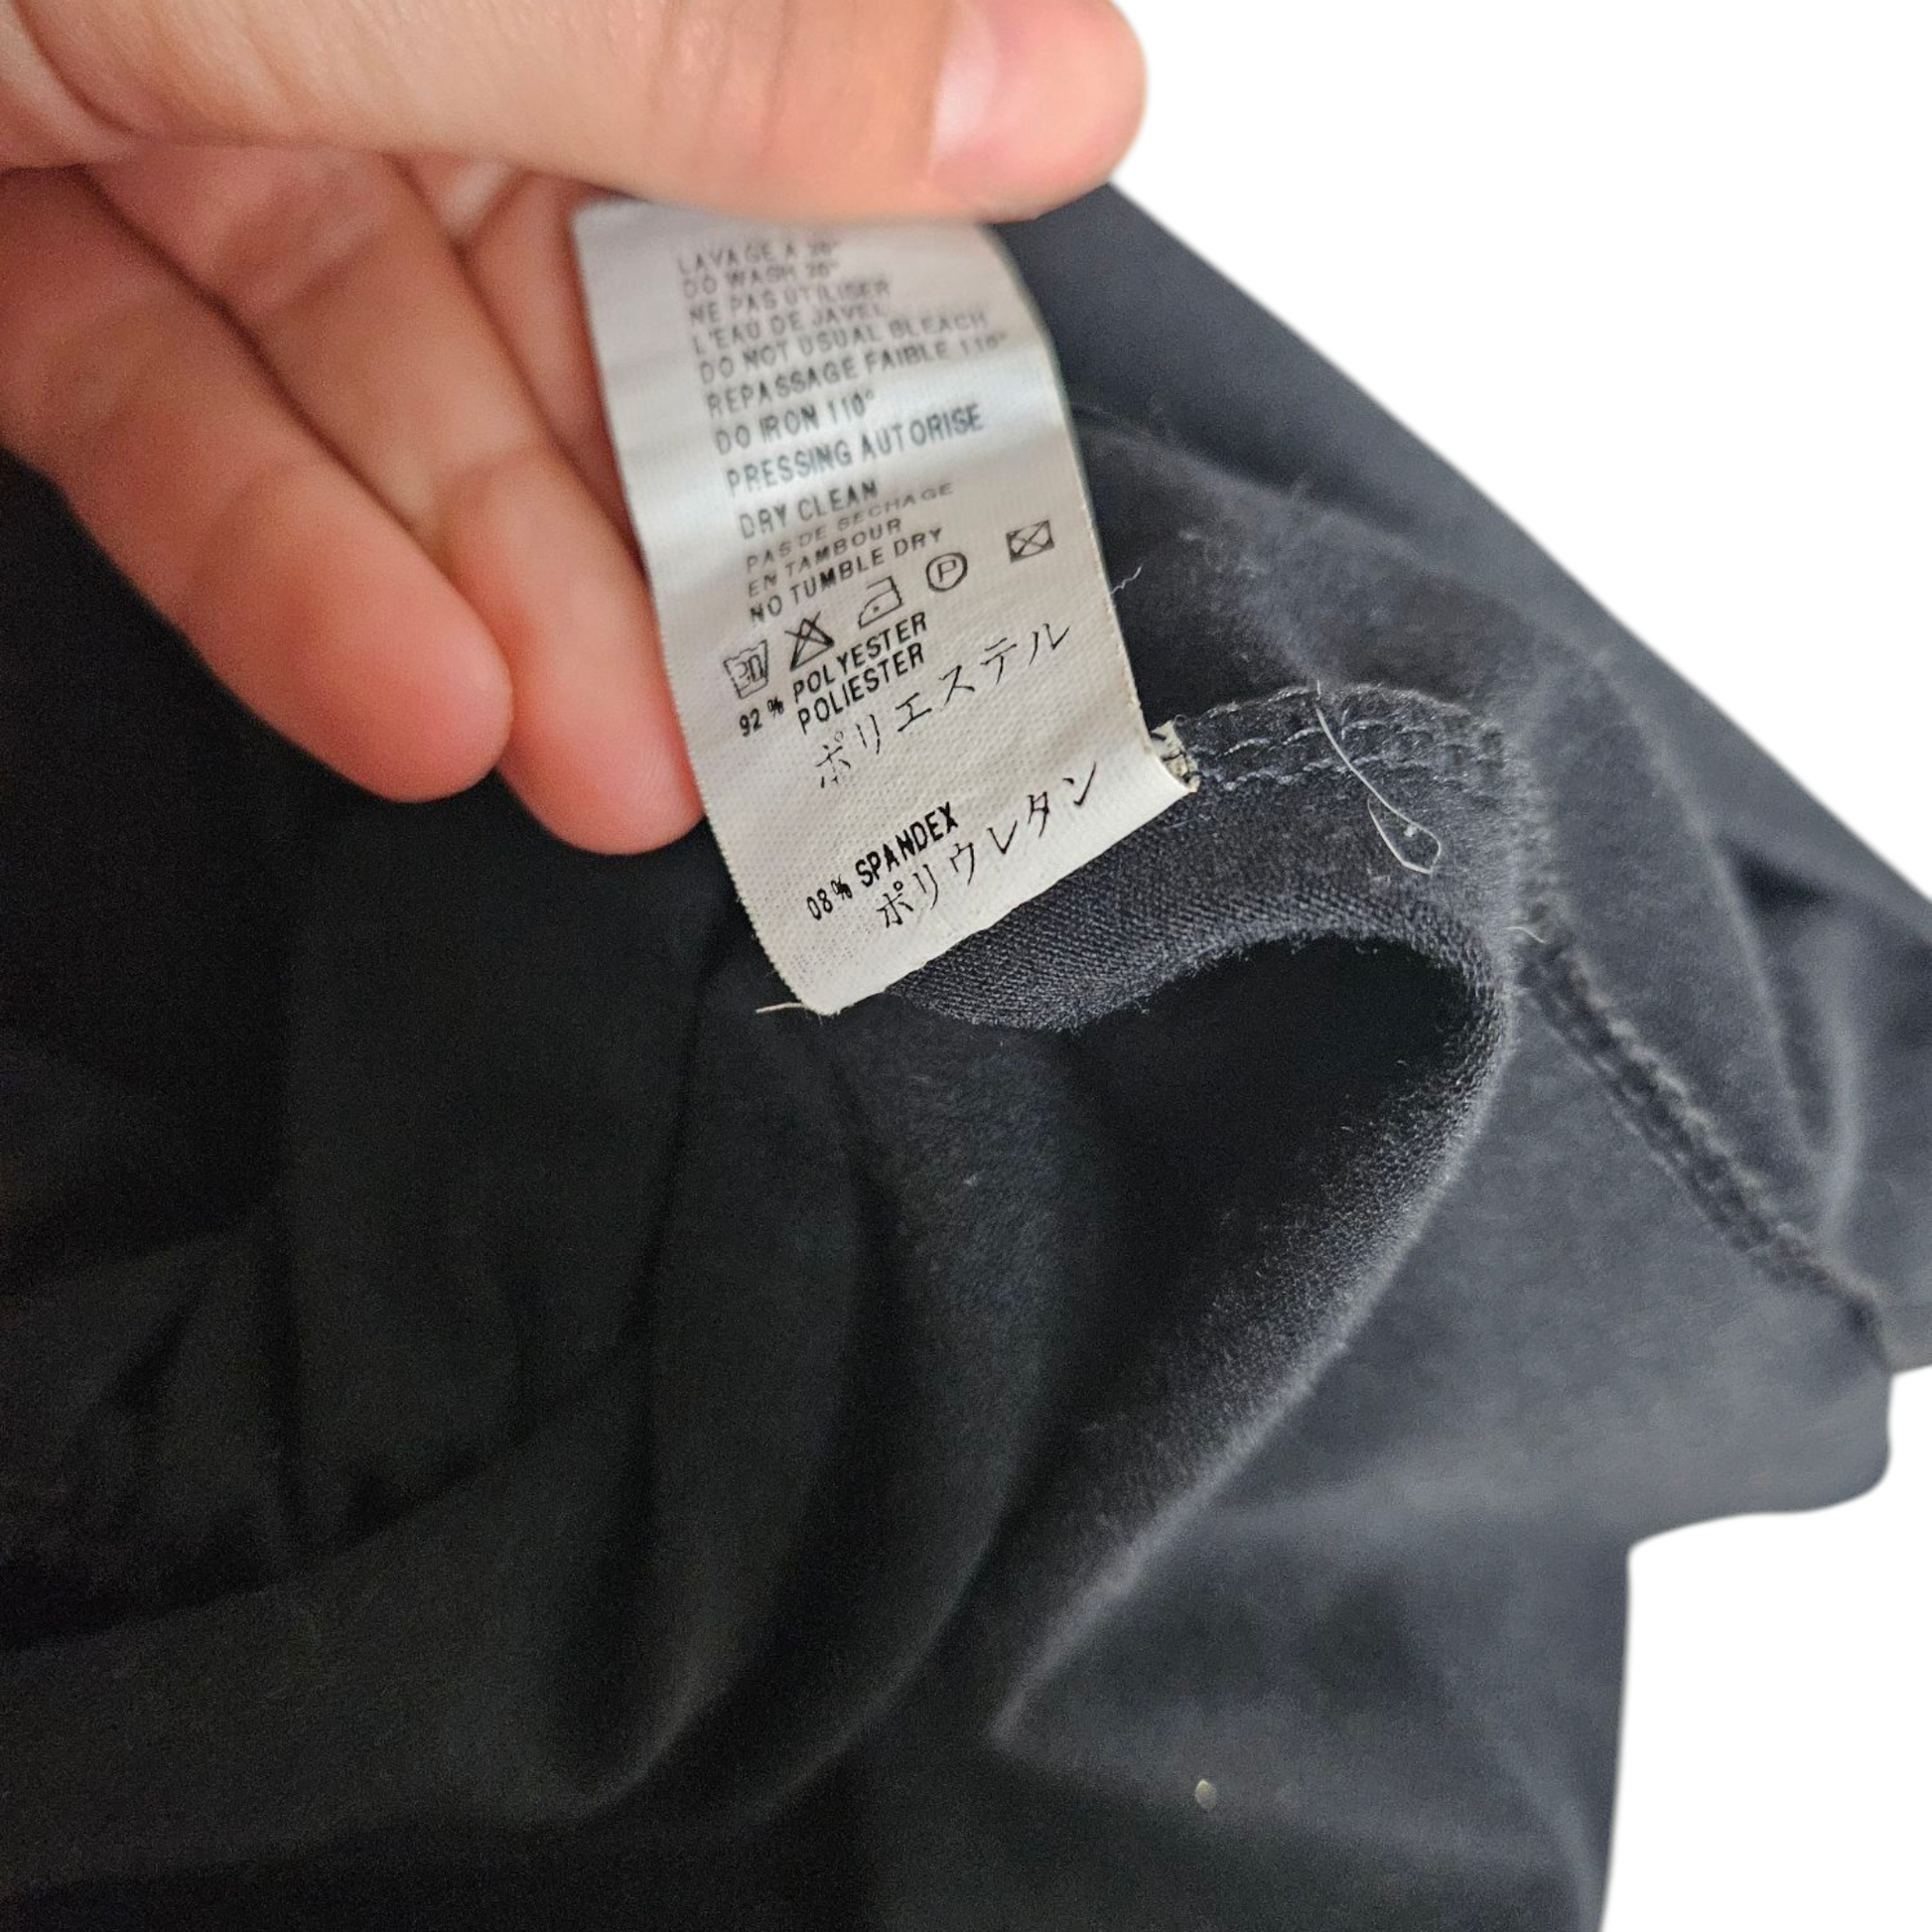 LAVAGE A 30°
DO WASH 30°
NE PAS UTILISER
L'EAU DE JAVEL
DO NOT USUAL BLEACH
REPASSAGE FAIBLE 110°
DO IRON 110°
PRESSING AUTORISE
DRY CLEAN
PAS DE SECHAGE
EN TAMBOUR
NO TUMBLE DRY
30 P
92 % POLYESTER
POLIESTER
ポリエステル
08 % SPANDEX
ポリウレタン